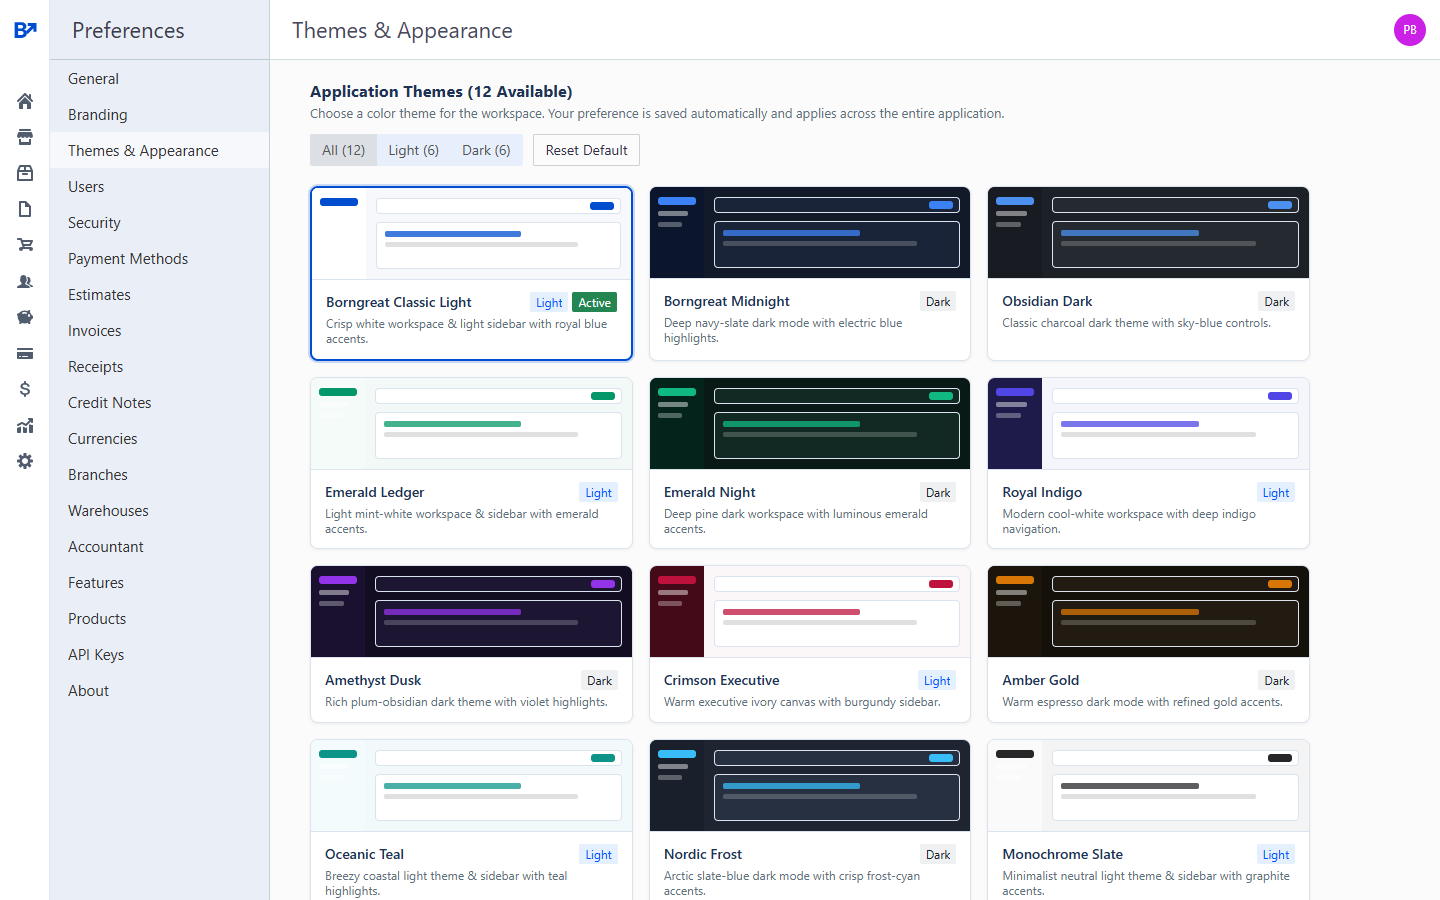 B
Preferences
Themes & Appearance
PB
General
Branding
Themes & Appearance
Users
Security
Payment Methods
Estimates
Invoices
Receipts
Credit Notes
Currencies
Branches
Warehouses
Accountant
Features
Products
API Keys
About
Application Themes (12 Available)
Choose a color theme for the workspace. Your preference is saved automatically and applies across the entire application.
All (12) Light (6) Dark (6) Reset Default
Borngreat Classic Light Light Active
Crisp white workspace & light sidebar with royal blue
accents.
Borngreat Midnight Dark
Deep navy-slate dark mode with electric blue
highlights.
Obsidian Dark Dark
Classic charcoal dark theme with sky-blue controls.
Emerald Ledger Light
Light mint-white workspace & sidebar with emerald
accents.
Emerald Night Dark
Deep pine dark workspace with luminous emerald
accents.
Royal Indigo Light
Modern cool-white workspace with deep indigo
navigation.
Amethyst Dusk Dark
Rich plum-obsidian dark theme with violet highlights.
Crimson Executive Light
Warm executive ivory canvas with burgundy sidebar.
Amber Gold Dark
Warm espresso dark mode with refined gold accents.
Oceanic Teal Light
Breezy coastal light theme & sidebar with teal
highlights.
Nordic Frost Dark
Arctic slate-blue dark mode with crisp frost-cyan
accents.
Monochrome Slate Light
Minimalist neutral light theme & sidebar with graphite
accents.